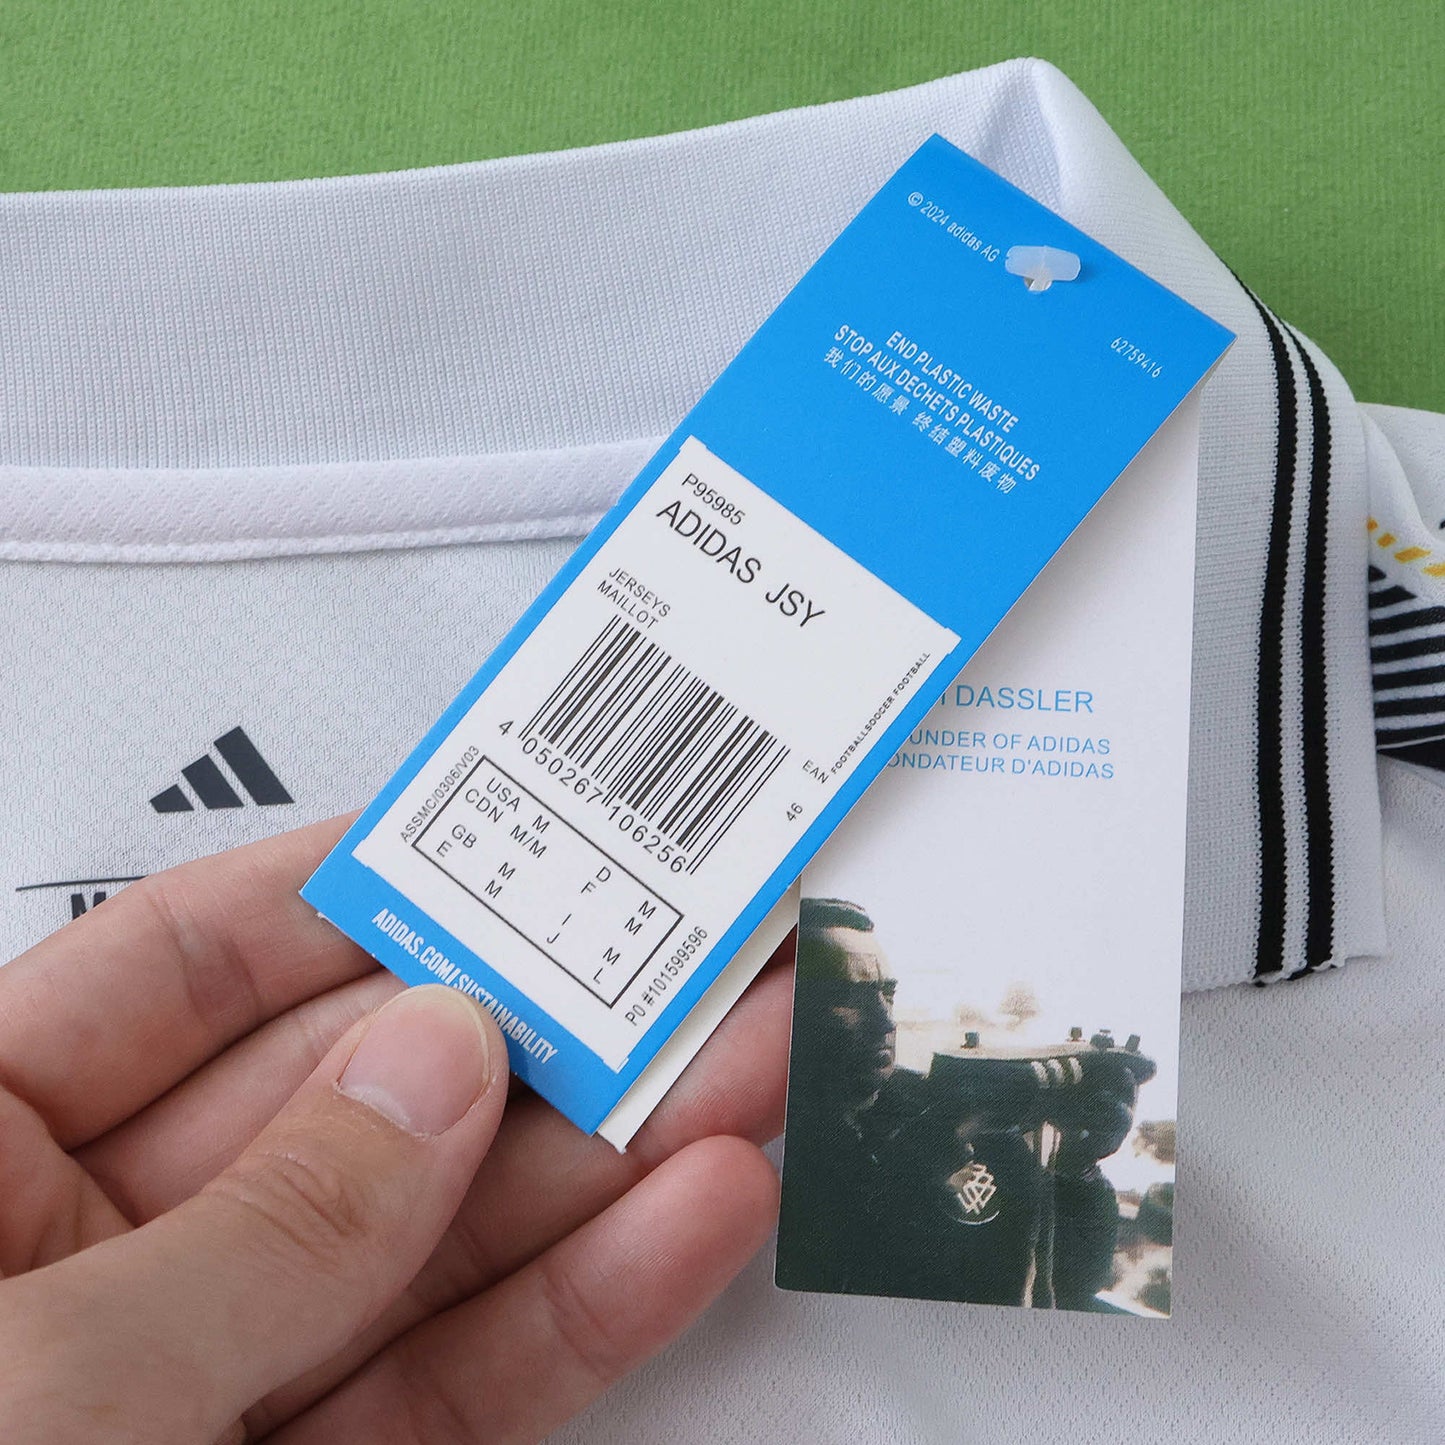 © 2024 adidas AG
62759416
END PLASTIC WASTE
STOP AUX DECHETS PLASTIQUES
我们的愿景 终结塑料废物
P95985
ADIDAS JSY
JERSEYS
MAILLOT
4 050267 106256
EAN
46
FOOTBALLSOCCER FOOTBALL
ASSMC/0306/V03
USA M D M
CDN M/M F M
GB M I M
E M J L
PO #101599596
ADIDAS.COM/SUSTAINABILITY
DASSLER
UNDER OF ADIDAS
ONDATEUR D'ADIDAS